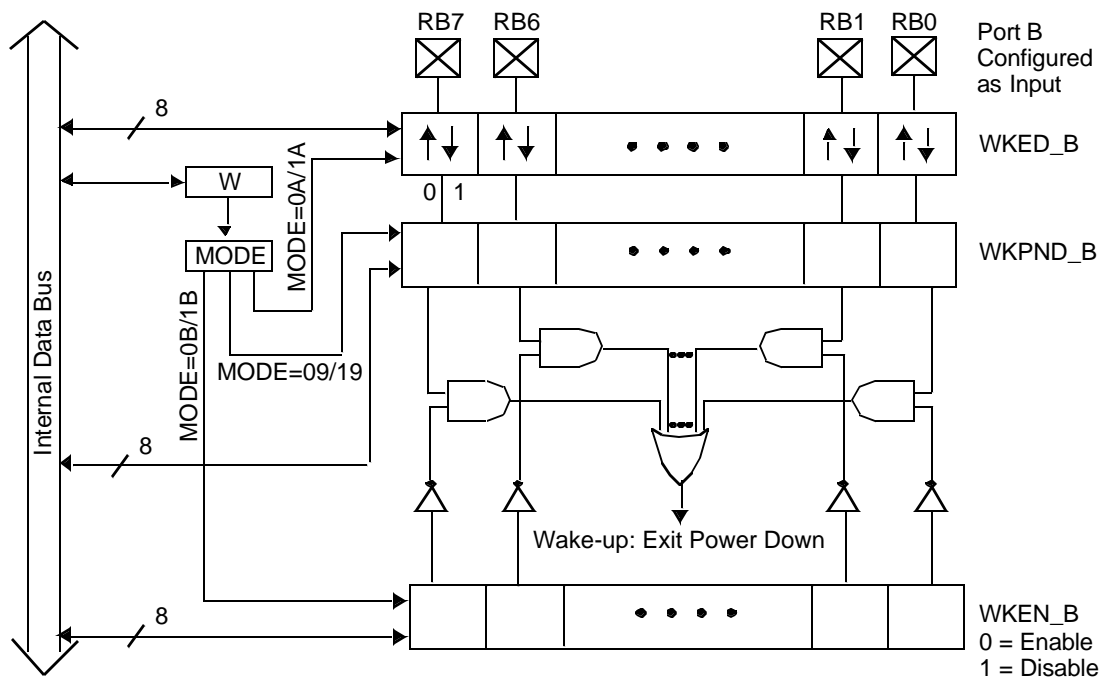 RB7
RB6
RB1
RB0
Port B
Configured
as Input
8
WKED_B
W
0 1
MODE=0A/1A
MODE
WKPND_B
Internal Data Bus
MODE=0B/1B
MODE=09/19
8
Wake-up: Exit Power Down
8
WKEN_B
0 = Enable
1 = Disable